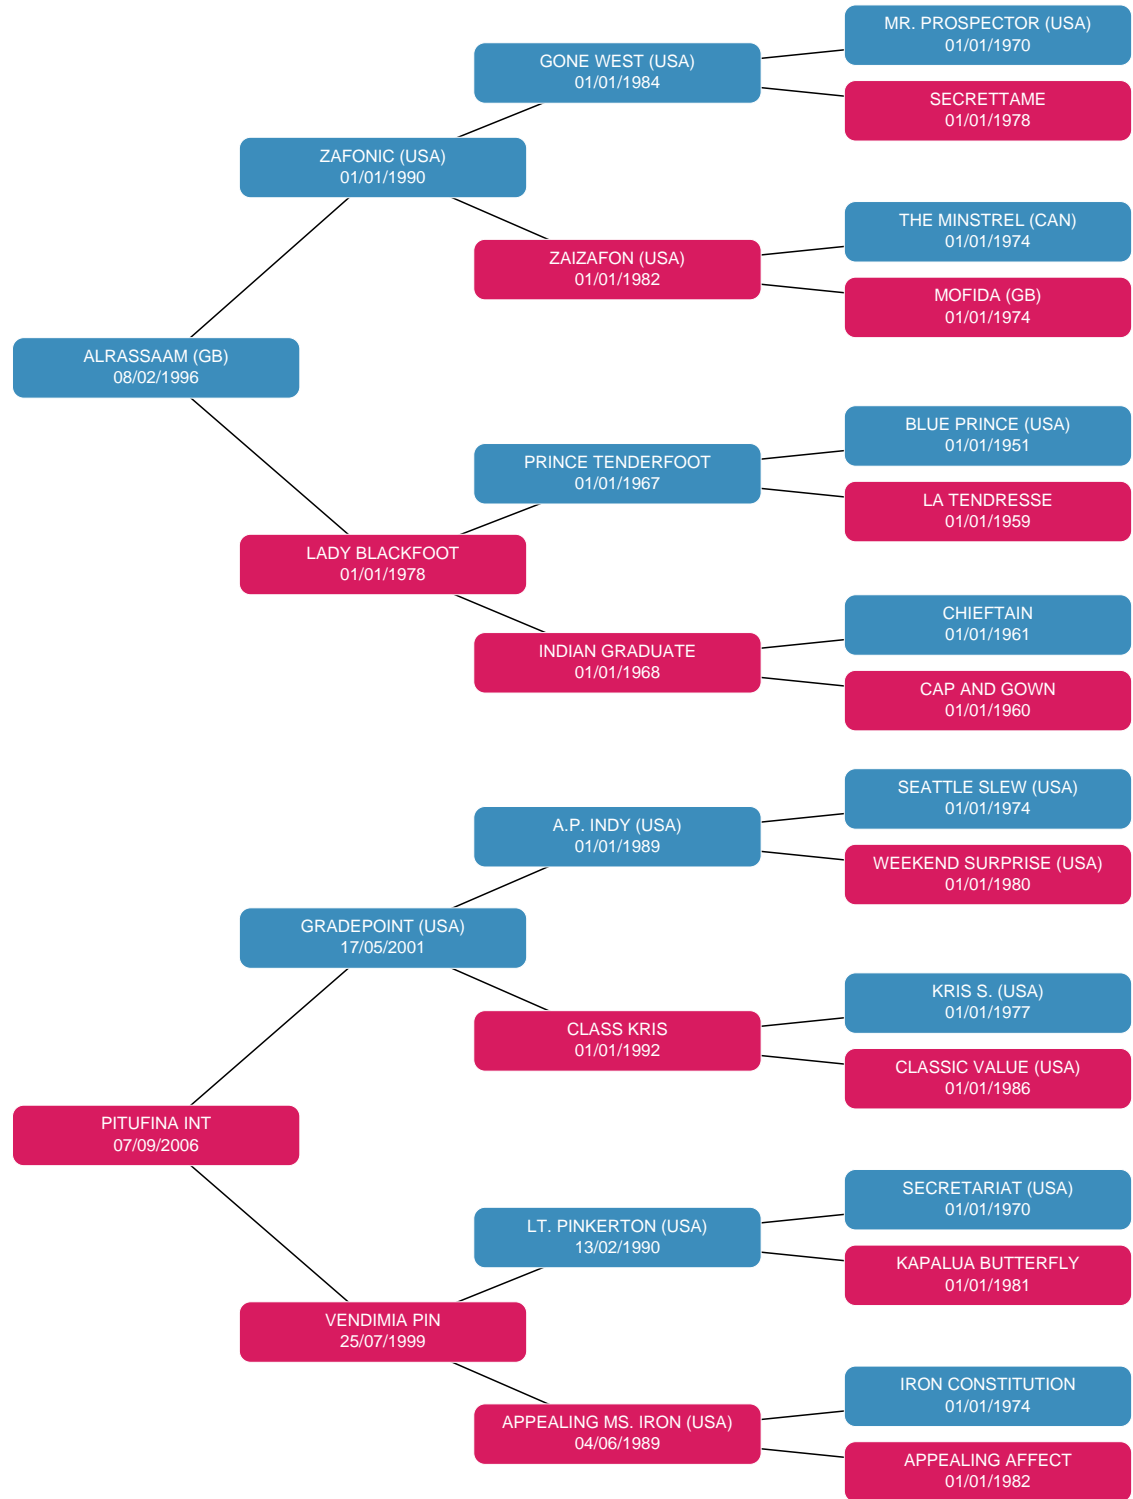 MR. PROSPECTOR (USA)
01/01/1970
GONE WEST (USA)
01/01/1984
SECRETTAME
01/01/1978
ZAFONIC (USA)
01/01/1990
THE MINSTREL (CAN)
01/01/1974
ZAIZAFON (USA)
01/01/1982
MOFIDA (GB)
01/01/1974
ALRASSAAM (GB)
08/02/1996
BLUE PRINCE (USA)
01/01/1951
PRINCE TENDERFOOT
01/01/1967
LA TENDRESSE
01/01/1959
LADY BLACKFOOT
01/01/1978
CHIEFTAIN
01/01/1961
INDIAN GRADUATE
01/01/1968
CAP AND GOWN
01/01/1960
SEATTLE SLEW (USA)
01/01/1974
A.P. INDY (USA)
01/01/1989
WEEKEND SURPRISE (USA)
01/01/1980
GRADEPOINT (USA)
17/05/2001
KRIS S. (USA)
01/01/1977
CLASS KRIS
01/01/1992
CLASSIC VALUE (USA)
01/01/1986
PITUFINA INT
07/09/2006
SECRETARIAT (USA)
01/01/1970
LT. PINKERTON (USA)
13/02/1990
KAPALUA BUTTERFLY
01/01/1981
VENDIMIA PIN
25/07/1999
IRON CONSTITUTION
01/01/1974
APPEALING MS. IRON (USA)
04/06/1989
APPEALING AFFECT
01/01/1982